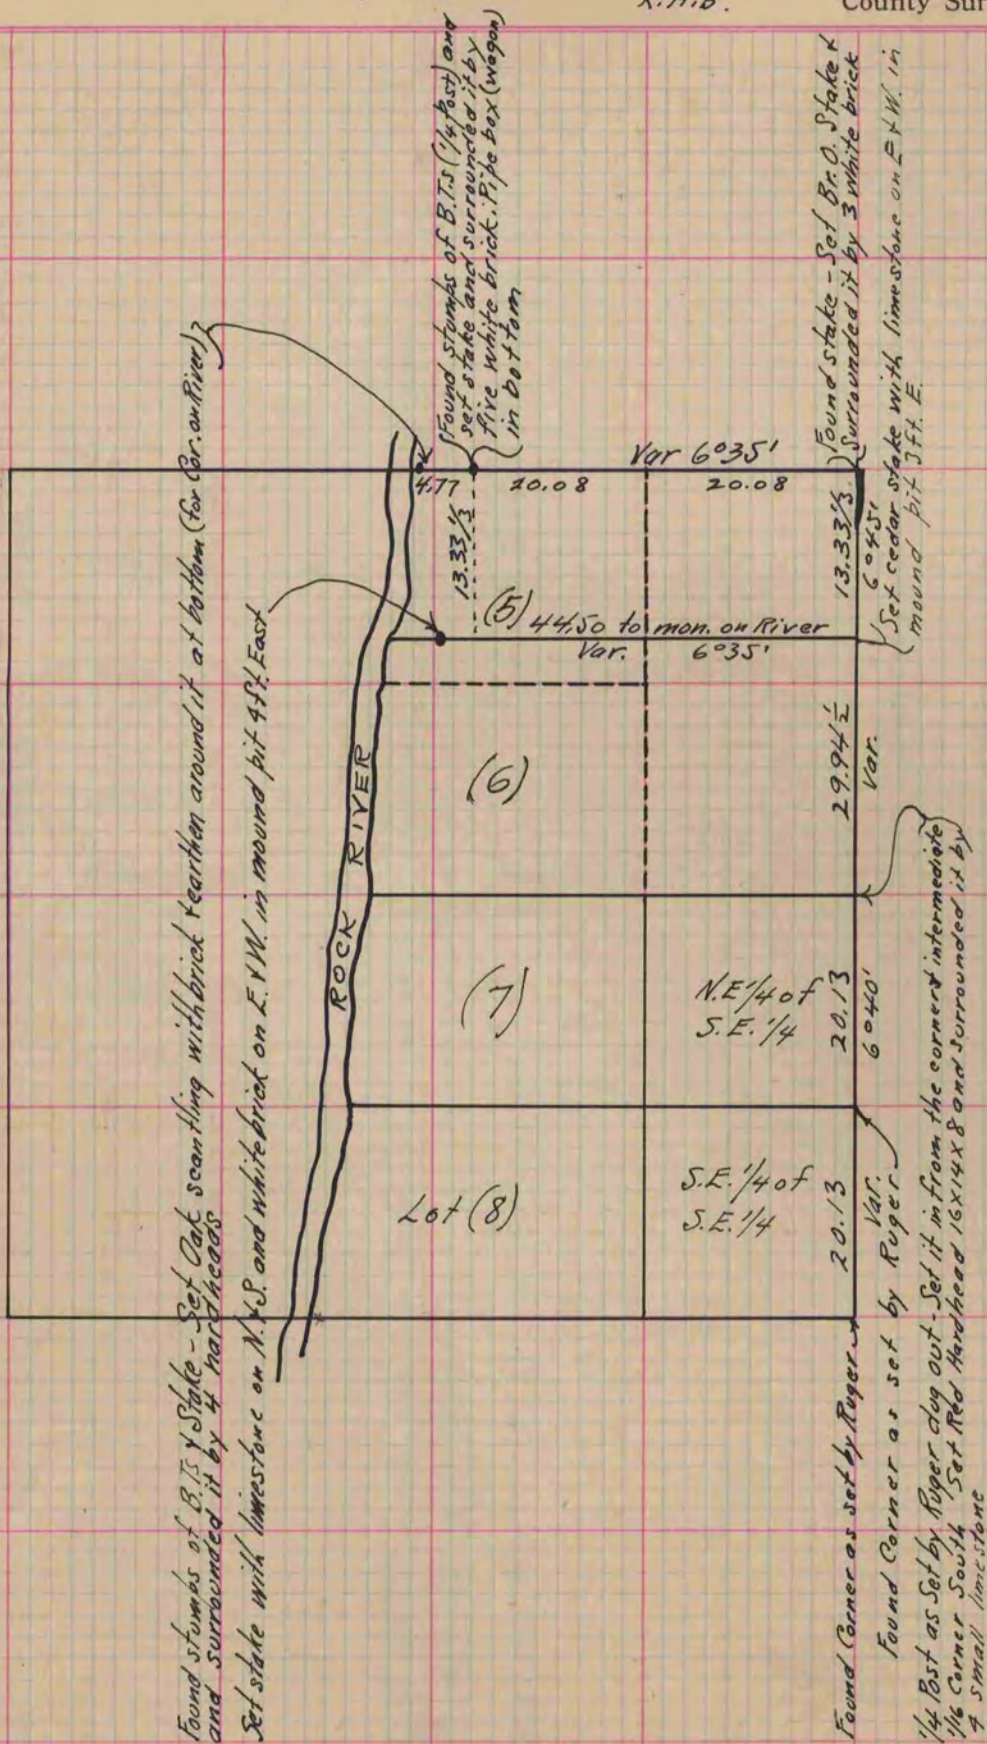 X.H.B.
County Sur
(Found stumps of B.T.s (1/4 Post) and
set stake and surrounded it by
five white brick. Pipe box (wagon)
in bottom
Found stake - Set Br. O. Stake &
Surrounded it by 3 white brick
Set cedar stake with limestone on E & W. in
mound pit 3 ft. E.
Found stumps of B.Ts & Stake - Set Oak scantling with brick & earthen around it at bottom (for Cor. on River)
and surrounded it by 4 hardheads
Set stake with limestone on N. & S. and white brick on E. & W. in mound pit 4 ft. East
Var 6°35'
4.77
20.08
20.08
13.33 1/3
13.33 1/3
6°45'
(5)
44.50 to mon. on River
Var. 6°35'
ROCK RIVER
(6)
29.94 1/2
Var.
(7)
N.E. 1/4 of
S.E. 1/4
20.13
6°40'
Lot (8)
S.E. 1/4 of
S.E. 1/4
20.13
Var.
Found Corner as set by Ruger
Found Corner as set by Ruger
1/4 Post as Set by Ruger dug out - Set it in from the corners intermediate
1/16 Corner South Set Red Hardhead 16x14x8 and surrounded it by
4 small limestone